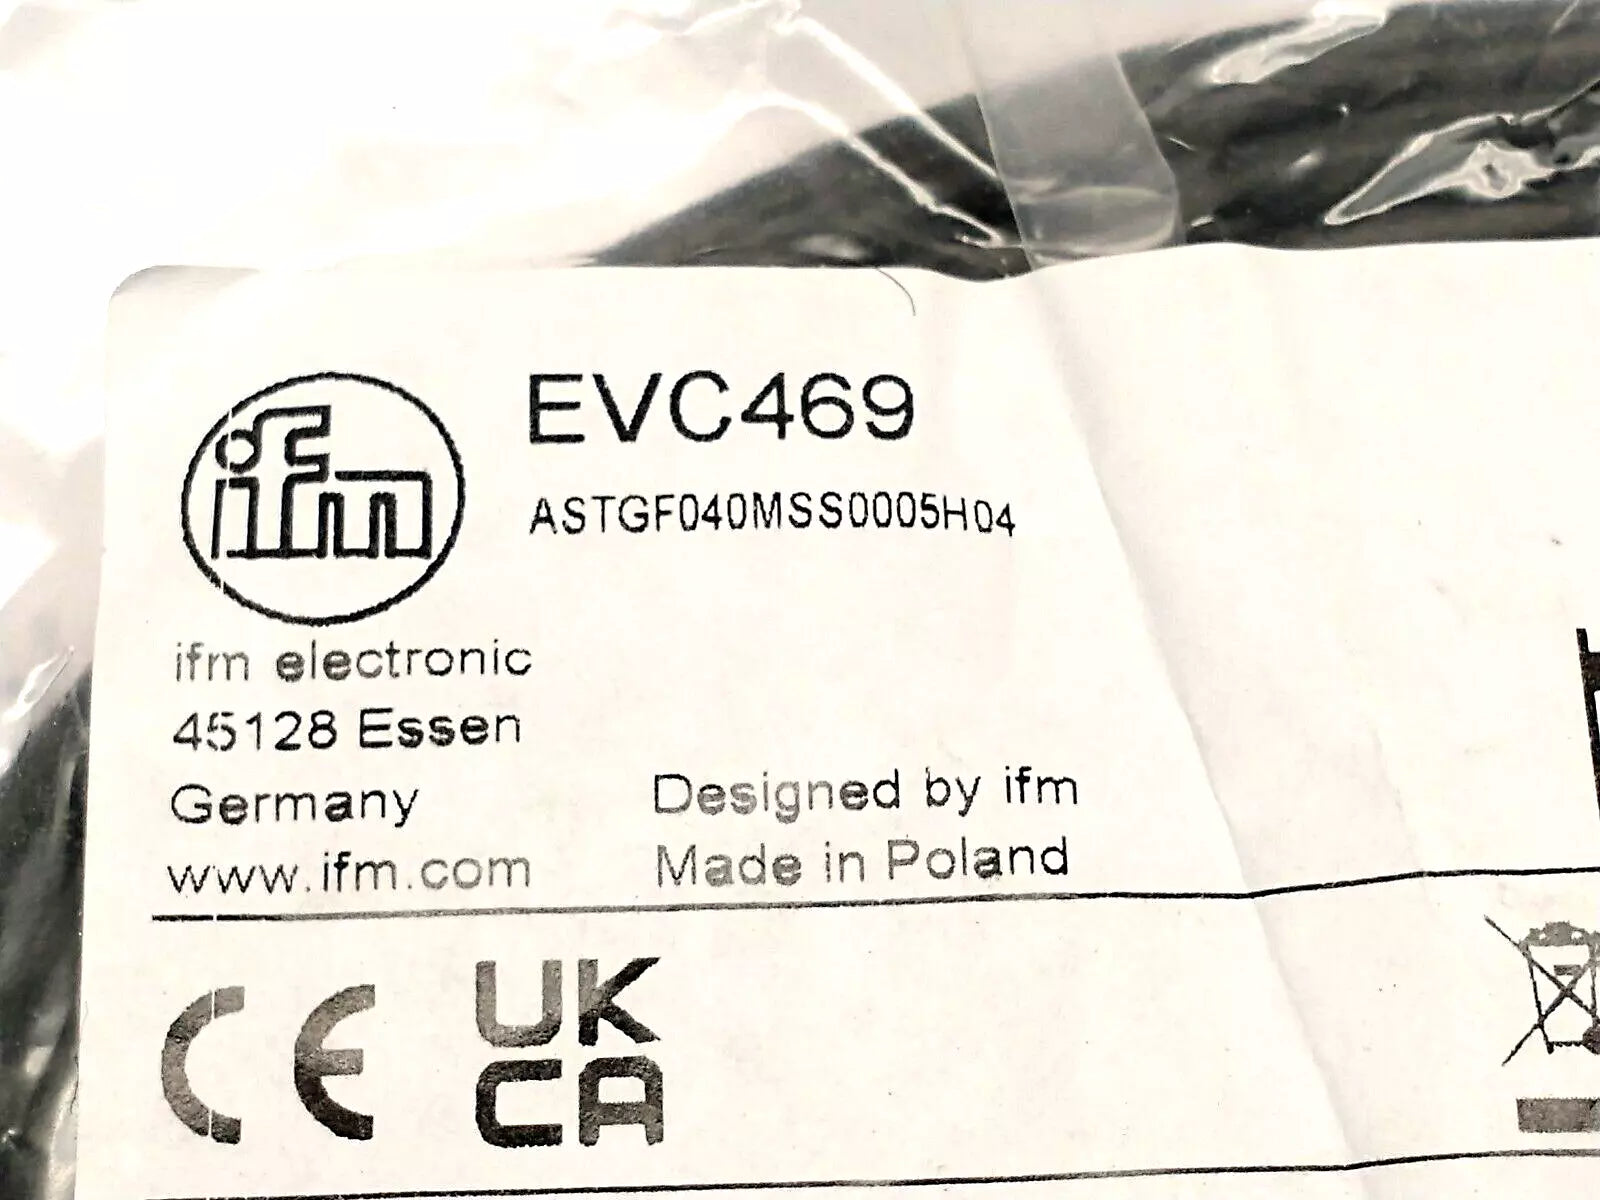 ifm
EVC469
ASTGF040MSS0005H04
ifm electronic
45128 Essen
Germany
www.ifm.com
Designed by ifm
Made in Poland
CE
UK
CA